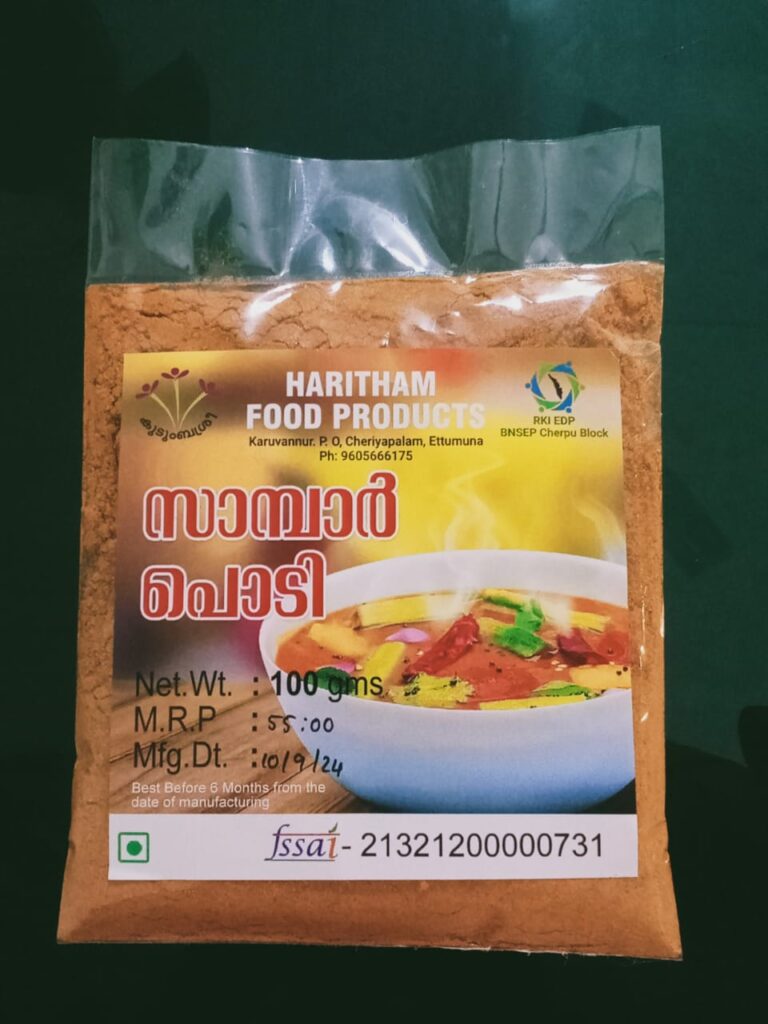 കുടുംബശ്രീ
HARITHAM
FOOD PRODUCTS
Karuvannur. P. O, Cheriyapalam, Ettumuna
Ph: 9605666175
RKI EDP
BNSEP Cherpu Block
സാമ്പാർ
പൊടി
Net.Wt. : 100 gms
M.R.P : 55:00
Mfg.Dt. : 10/9/24
Best Before 6 Months from the
date of manufacturing
fssai - 21321200000731